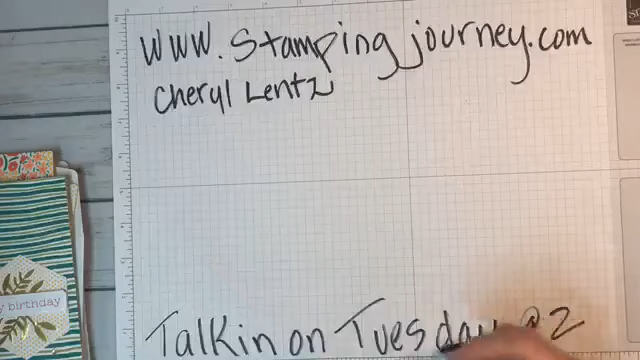 www.stampingjourney.com
Cheryl Lentz
Talkin on Tuesday @2
y birthday